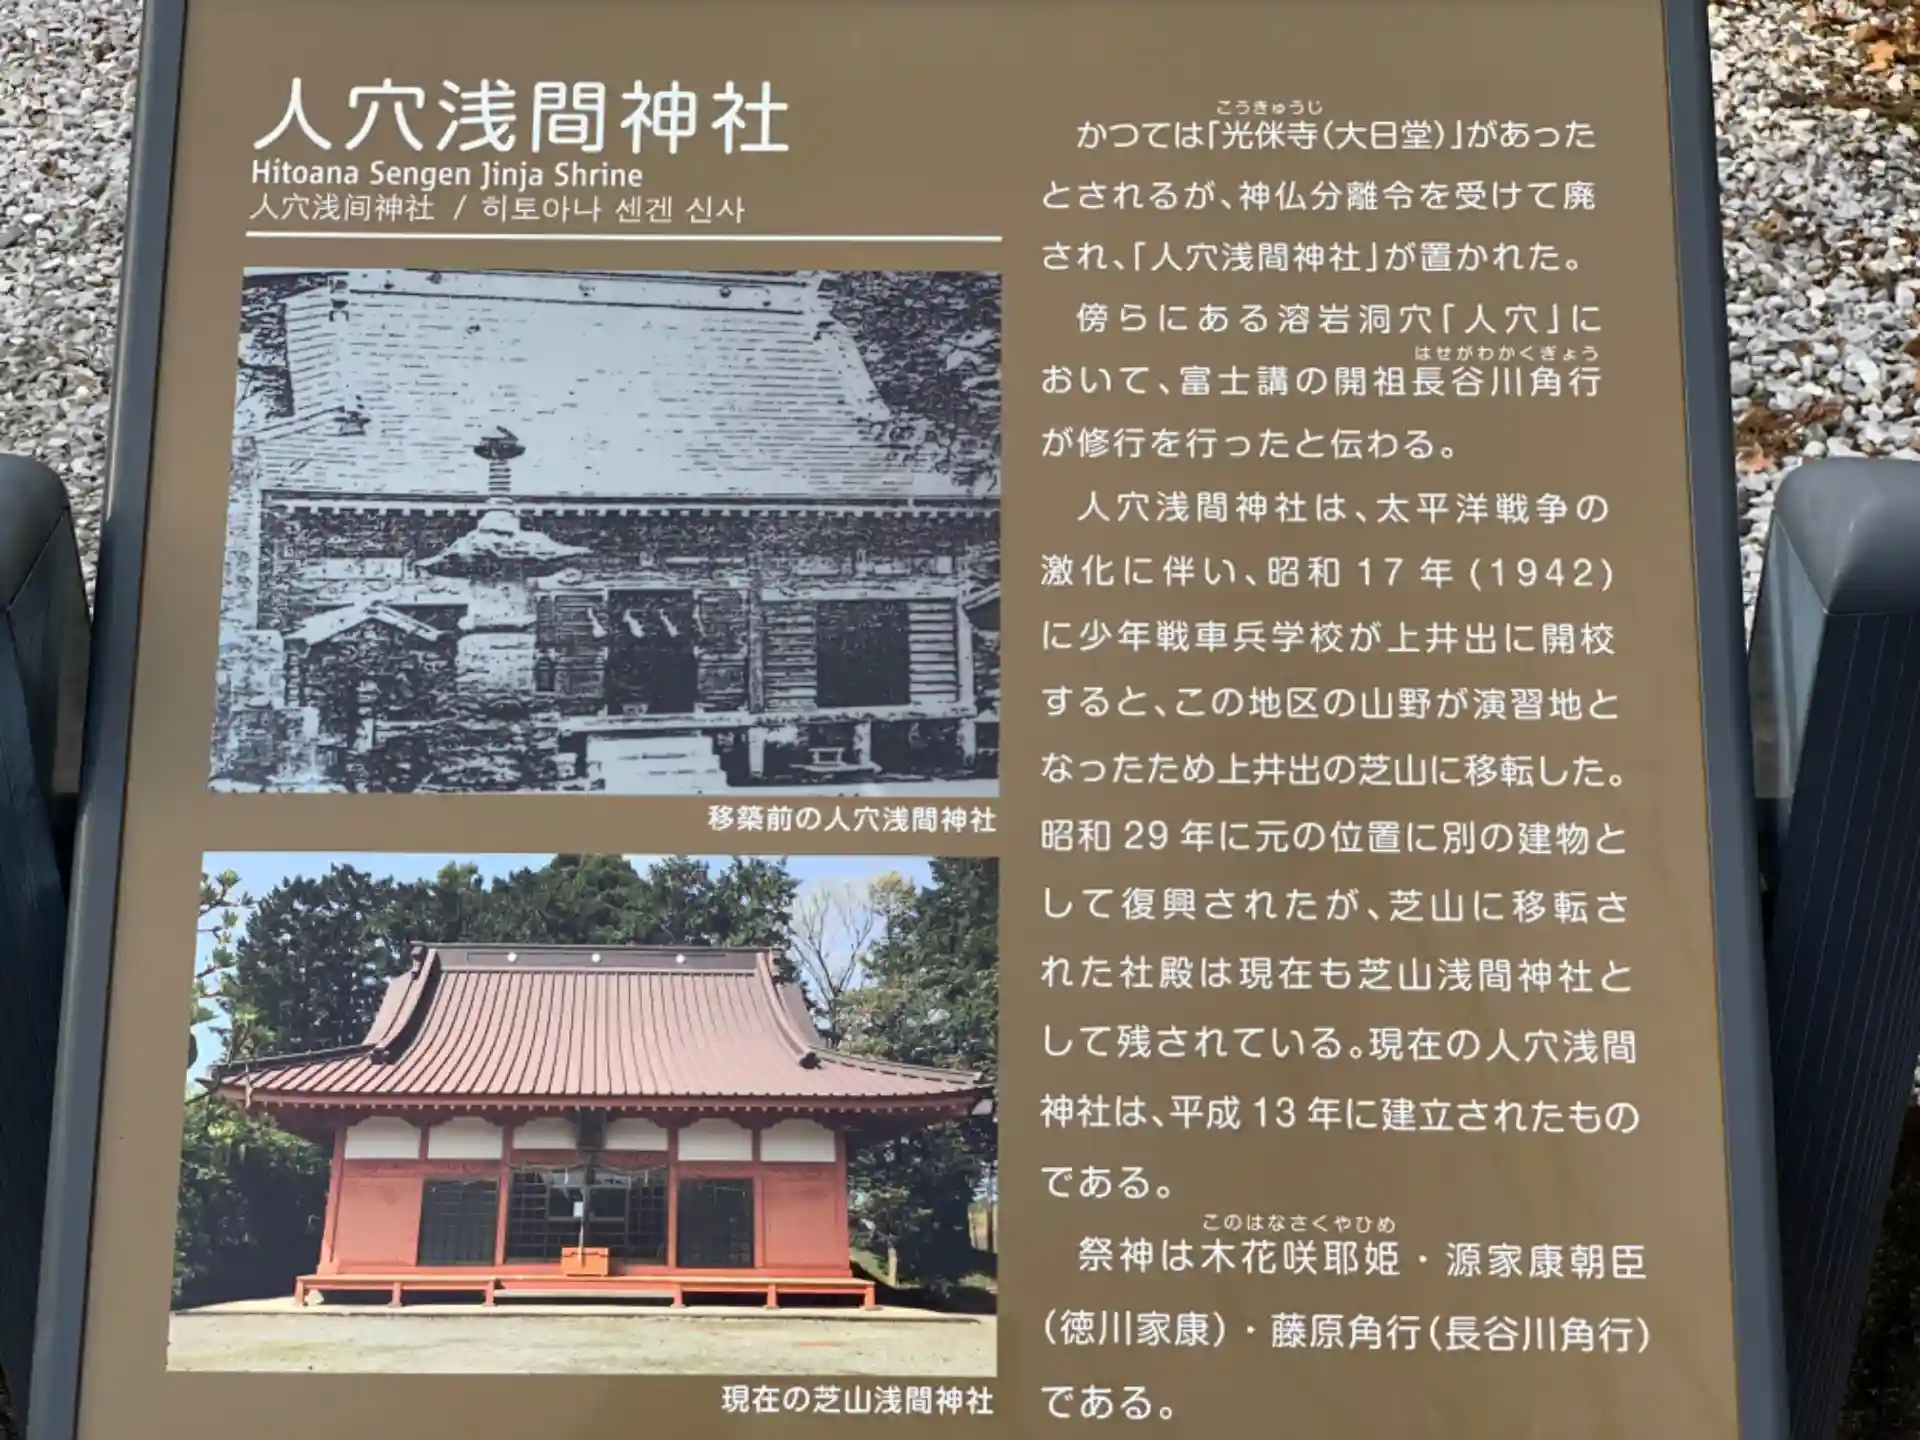 人穴浅間神社
Hitoana Sengen Jinja Shrine
人穴浅间神社 / 히토아나 센겐 신사
移築前の人穴浅間神社
現在の芝山浅間神社
こうきゅうじ
かつては「光侎寺(大日堂)」があった
とされるが、神仏分離令を受けて廃
され、「人穴浅間神社」が置かれた。
傍らにある溶岩洞穴「人穴」に
はせがわかくぎょう
おいて、富士講の開祖長谷川角行
が修行を行ったと伝わる。
人穴浅間神社は、太平洋戦争の
激化に伴い、昭和 17 年 (1942)
に少年戦車兵学校が上井出に開校
すると、この地区の山野が演習地と
なったため上井出の芝山に移転した。
昭和 29 年に元の位置に別の建物と
して復興されたが、芝山に移転さ
れた社殿は現在も芝山浅間神社と
して残されている。現在の人穴浅間
神社は、平成 13 年に建立されたもの
である。
このはなさくやひめ
祭神は木花咲耶姫・源家康朝臣
(徳川家康)・藤原角行(長谷川角行)
である。